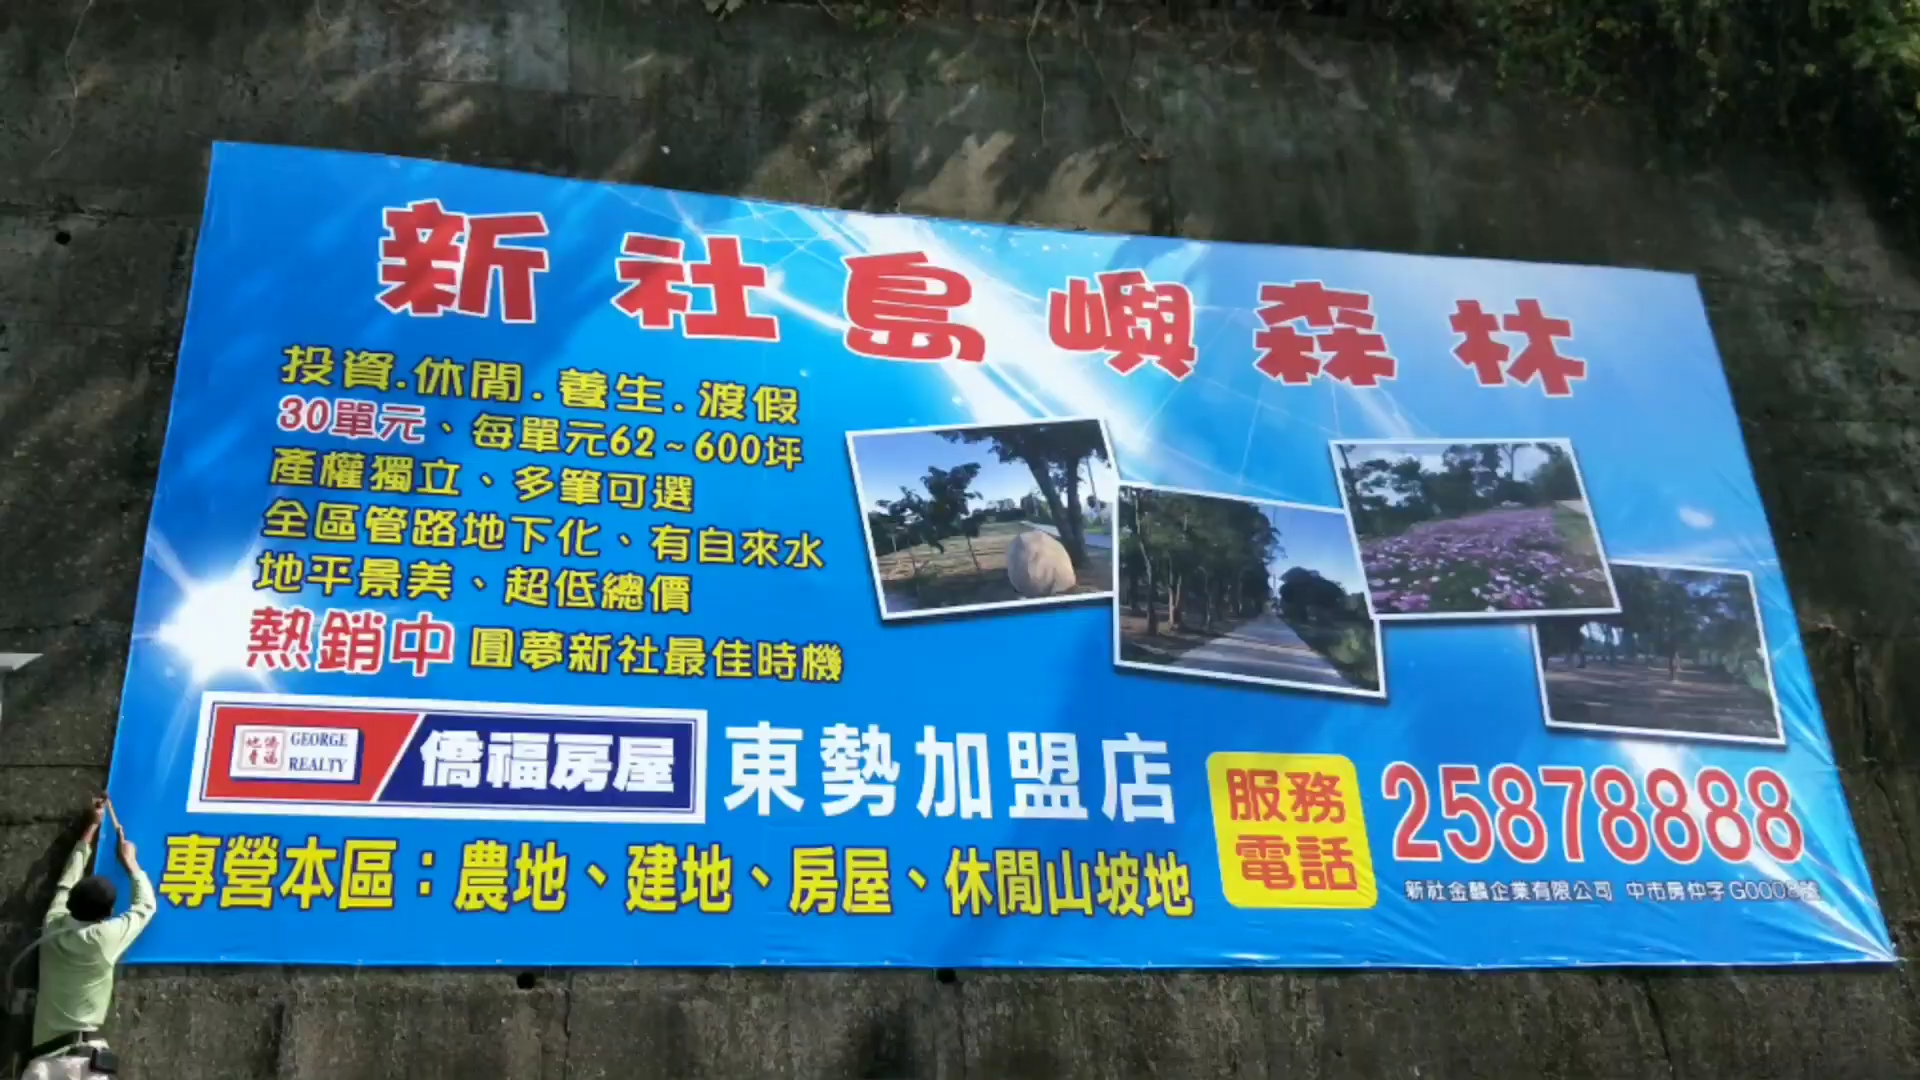 新社島嶼森林
投資.休閒.養生.渡假
30單元、每單元62~600坪
產權獨立、多筆可選
全區管路地下化、有自來水
地平景美、超低總價
熱銷中 圓夢新社最佳時機
僑福地產
GEORGE
REALTY
僑福房屋
東勢加盟店
專營本區：農地、建地、房屋、休閒山坡地
服務
電話
25878888
新社金麟企業有限公司 中市房仲字